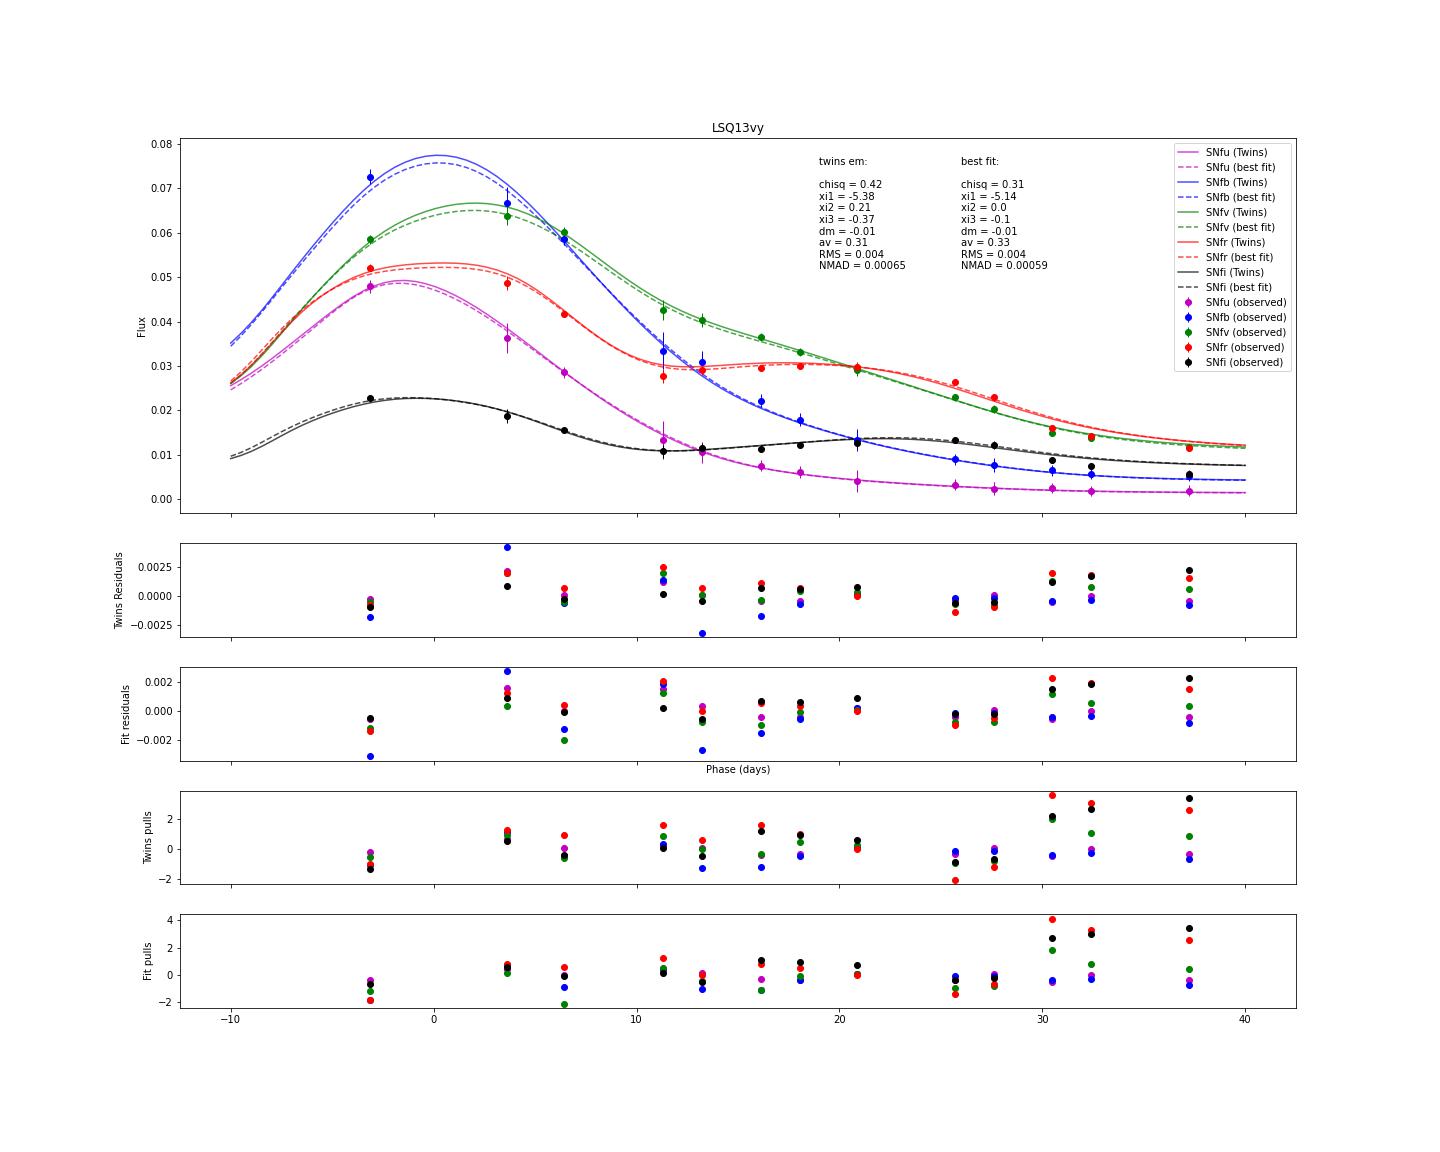 LSQ13vy
0.08
0.07
0.06
0.05
0.04
0.03
0.02
0.01
0.00
Flux
twins em:
chisq = 0.42
xi1 = -5.38
xi2 = 0.21
xi3 = -0.37
dm = -0.01
av = 0.31
RMS = 0.004
NMAD = 0.00065
best fit:
chisq = 0.31
xi1 = -5.14
xi2 = 0.0
xi3 = -0.1
dm = -0.01
av = 0.33
RMS = 0.004
NMAD = 0.00059
SNfu (Twins)
SNfu (best fit)
SNfb (Twins)
SNfb (best fit)
SNfv (Twins)
SNfv (best fit)
SNfr (Twins)
SNfr (best fit)
SNfi (Twins)
SNfi (best fit)
SNfu (observed)
SNfb (observed)
SNfv (observed)
SNfr (observed)
SNfi (observed)
0.0025
0.0000
−0.0025
Twins Residuals
0.002
0.000
−0.002
Fit residuals
Phase (days)
2
0
−2
Twins pulls
4
2
0
−2
Fit pulls
−10
0
10
20
30
40